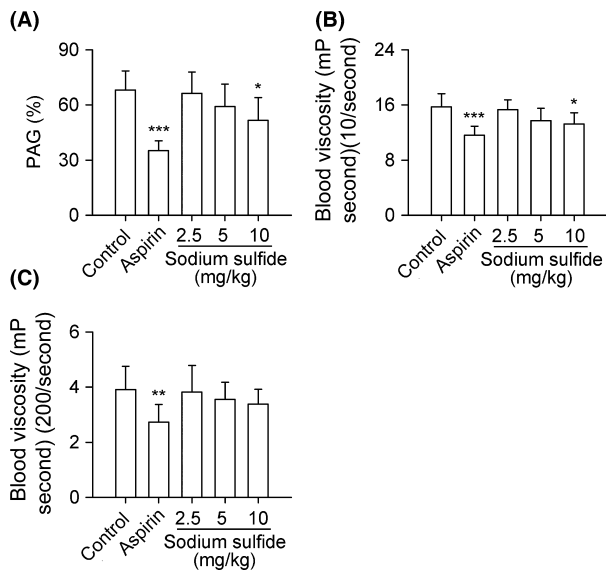 (A)
PAG (%)
90
60
30
0
***
*
Control
Aspirin
2.5 5 10
Sodium sulfide
(mg/kg)
(B)
Blood viscosity (mP
second)(10/second)
24
16
8
0
***
*
Control
Aspirin
2.5 5 10
Sodium sulfide
(mg/kg)
(C)
Blood viscosity (mP
second) (200/second)
6
4
2
0
**
Control
Aspirin
2.5 5 10
Sodium sulfide
(mg/kg)